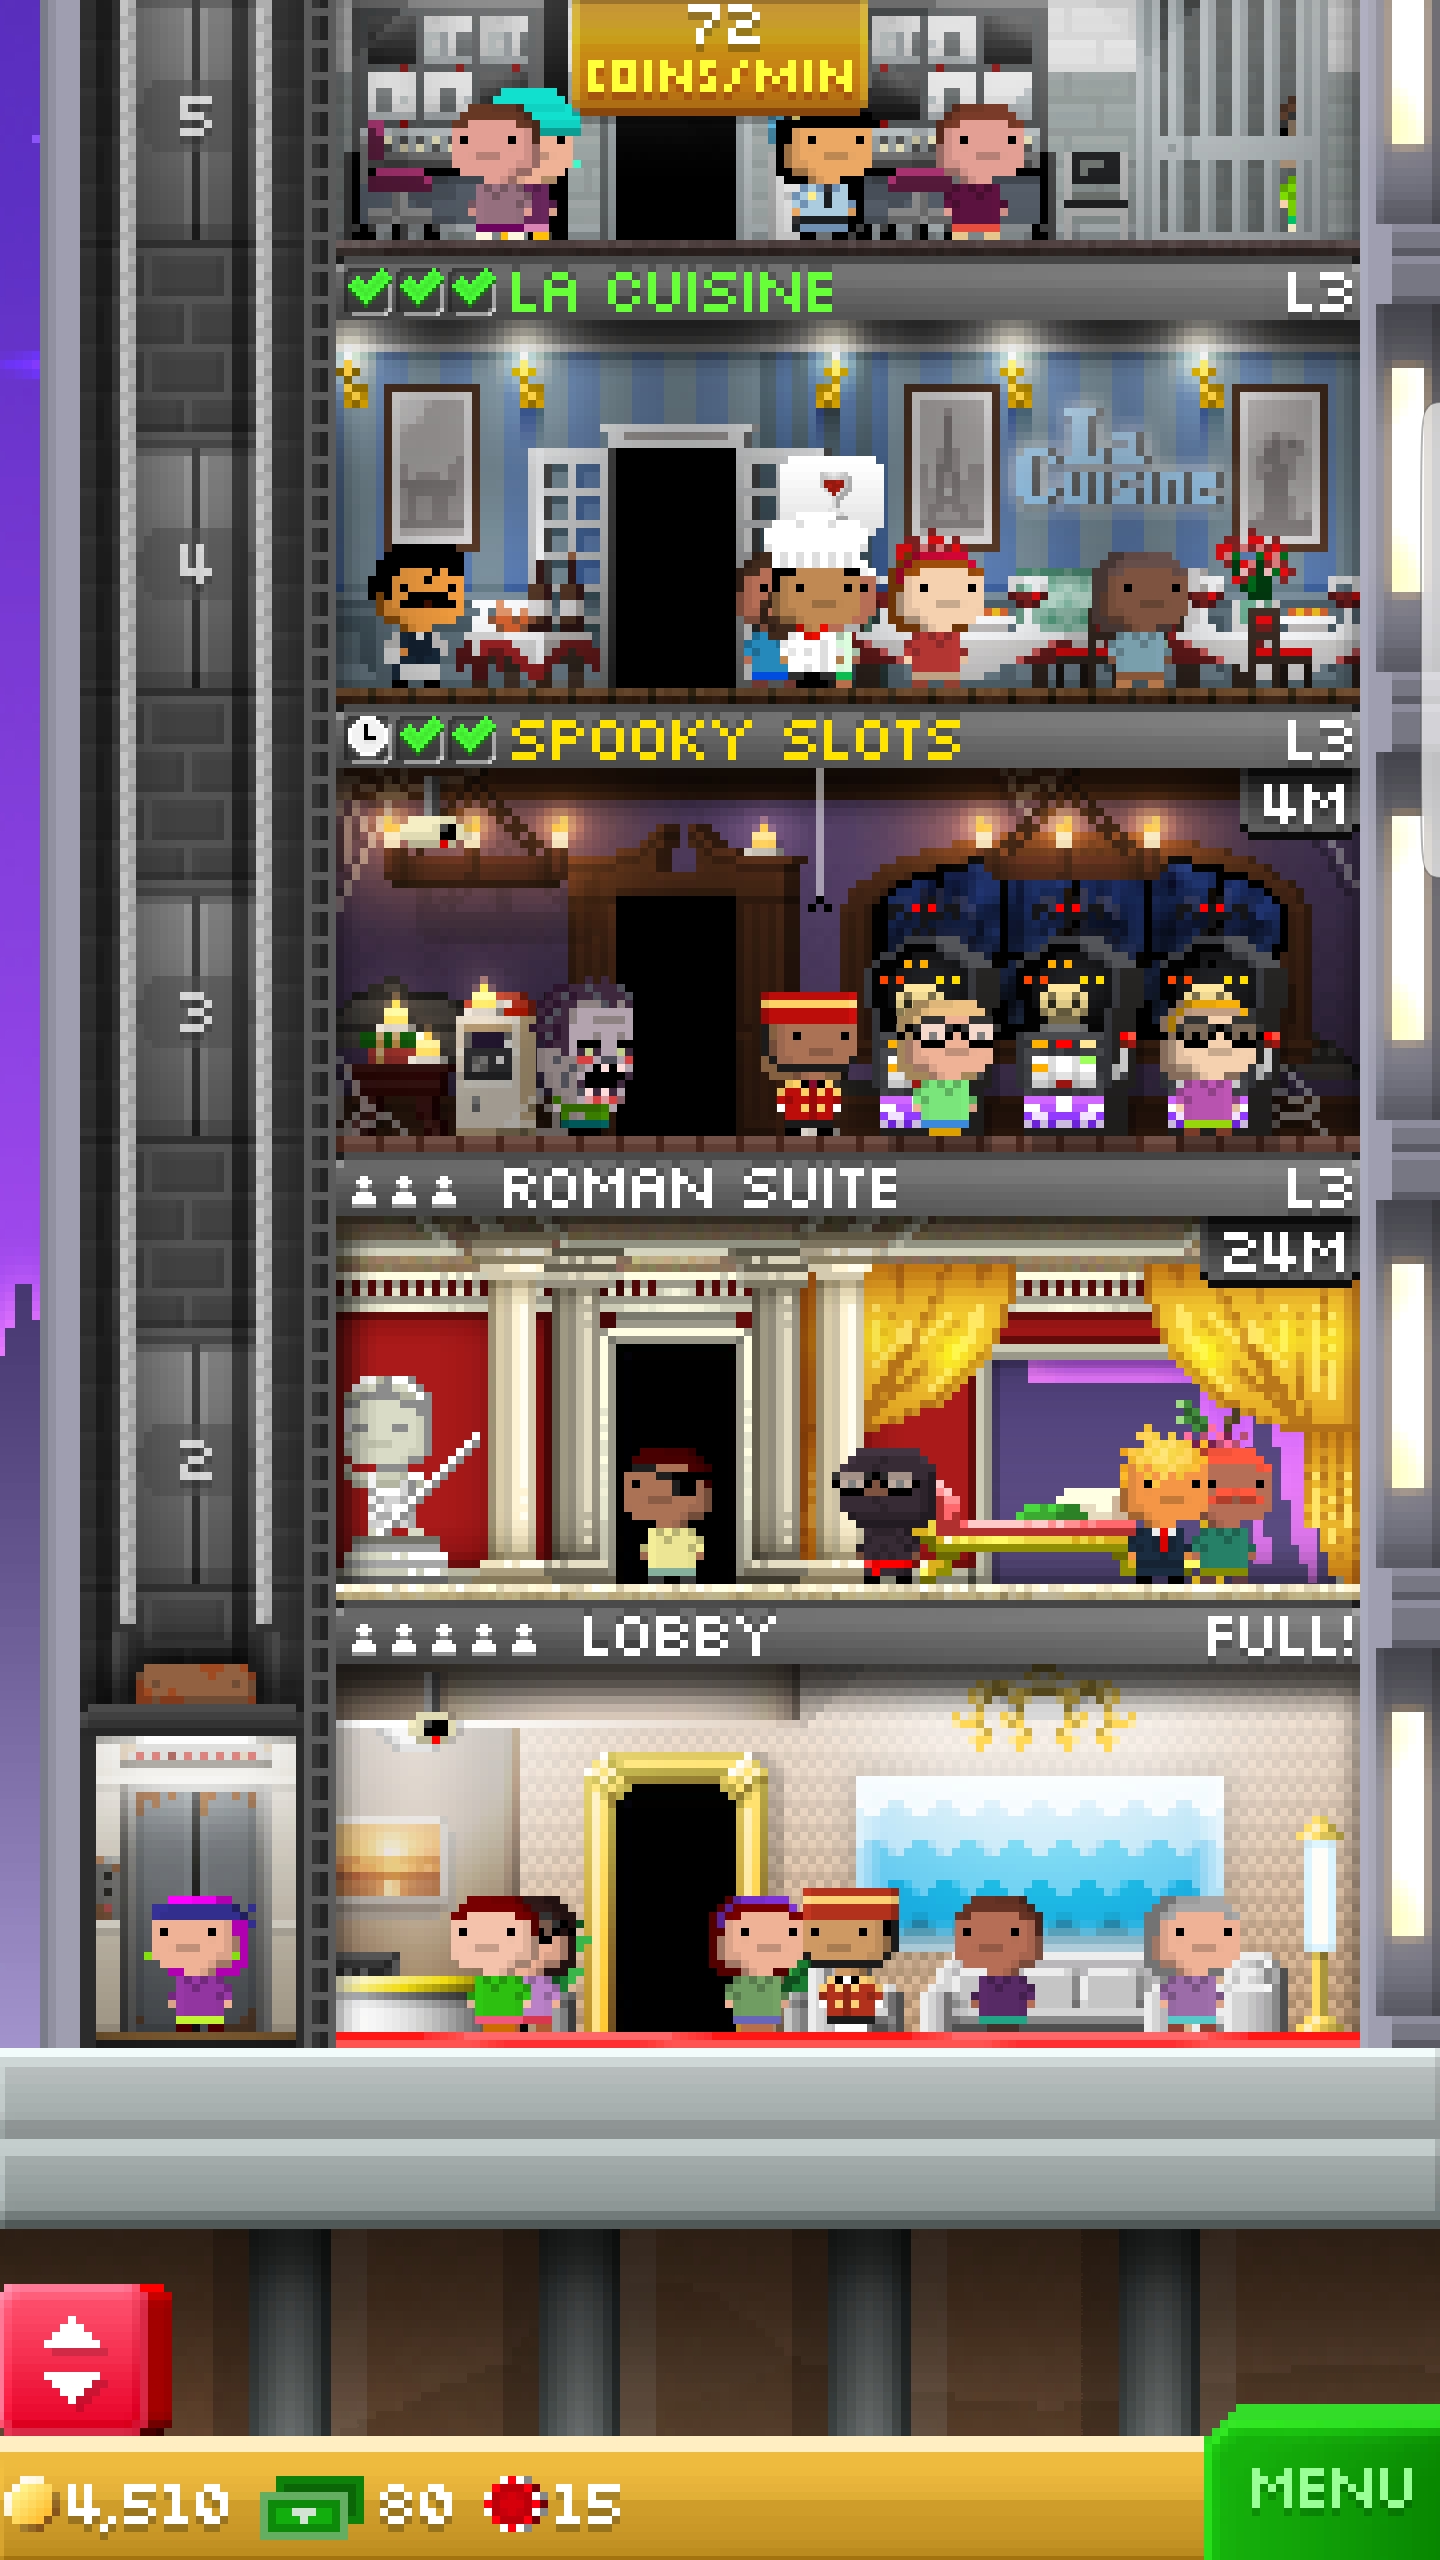 72
COINS/MIN
5
LA CUISINE L3
La
Cuisine
4
SPOOKY SLOTS L3
4M
3
ROMAN SUITE L3
24M
2
LOBBY FULL!
4,510 80 15
MENU